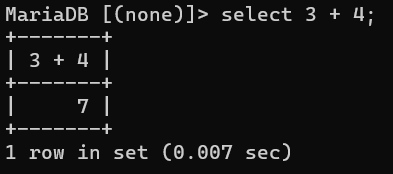 MariaDB [(none)]> select 3 + 4;
+-------+
| 3 + 4 |
+-------+
|     7 |
+-------+
1 row in set (0.007 sec)